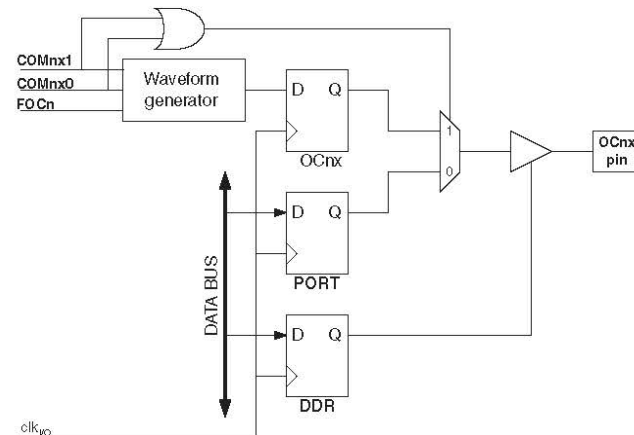 COMnx1
COMnx0
FOCn
Waveform
generator
D Q
OCnx
1
0
OCnx
pin
D Q
PORT
DATA BUS
D Q
DDR
clkI/O